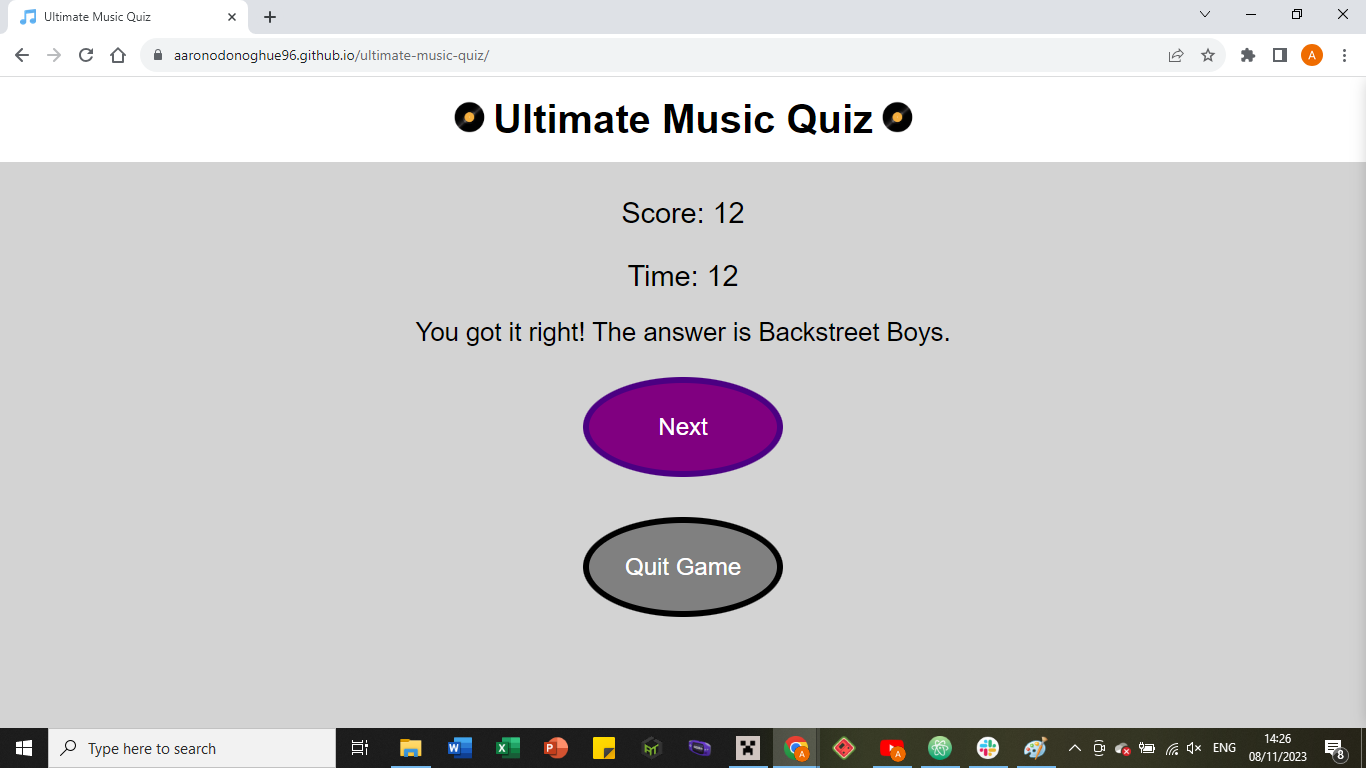 Ultimate Music Quiz
aaronodonoghue96.github.io/ultimate-music-quiz/
A
Ultimate Music Quiz
Score: 12
Time: 12
You got it right! The answer is Backstreet Boys.
Next
Quit Game
Type here to search
W
X
P
A
A
ENG
14:26
08/11/2023
8